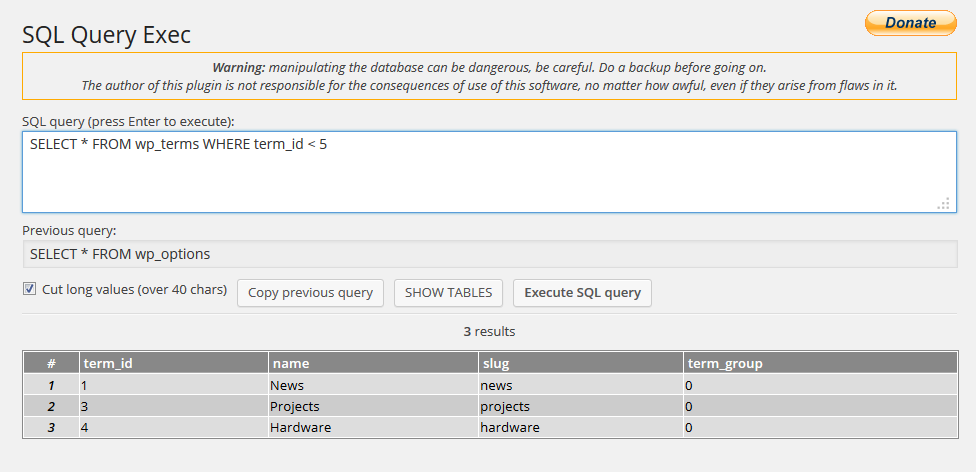 SQL Query Exec
Donate
Warning: manipulating the database can be dangerous, be careful. Do a backup before going on.
The author of this plugin is not responsible for the consequences of use of this software, no matter how awful, even if they arise from flaws in it.
SQL query (press Enter to execute):
SELECT * FROM wp_terms WHERE term_id < 5
Previous query:
SELECT * FROM wp_options
Cut long values (over 40 chars) Copy previous query SHOW TABLES Execute SQL query
3 results
# term_id name slug term_group
1 1 News news 0
2 3 Projects projects 0
3 4 Hardware hardware 0